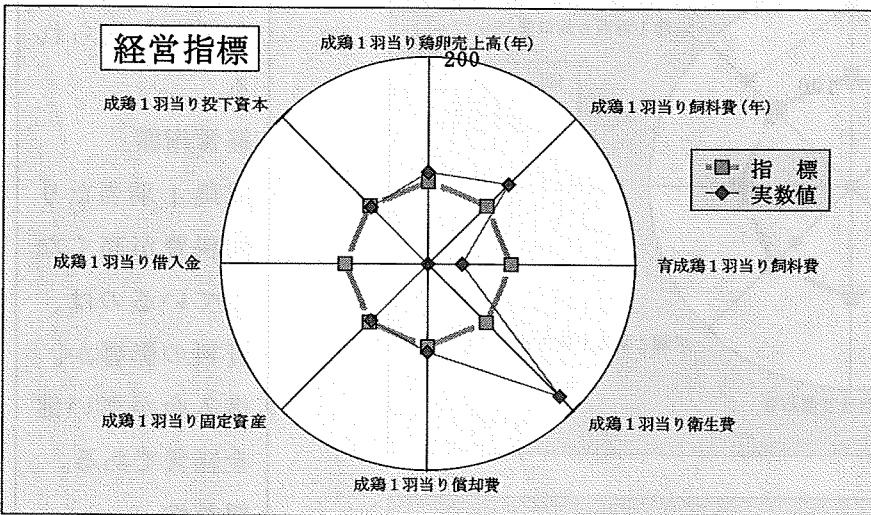 経営指標
成鶏１羽当り鶏卵売上高(年)
200
成鶏１羽当り飼料費(年)
育成鶏１羽当り飼料費
成鶏１羽当り衛生費
成鶏１羽当り償却費
成鶏１羽当り固定資産
成鶏１羽当り借入金
成鶏１羽当り投下資本
指　標
実数値